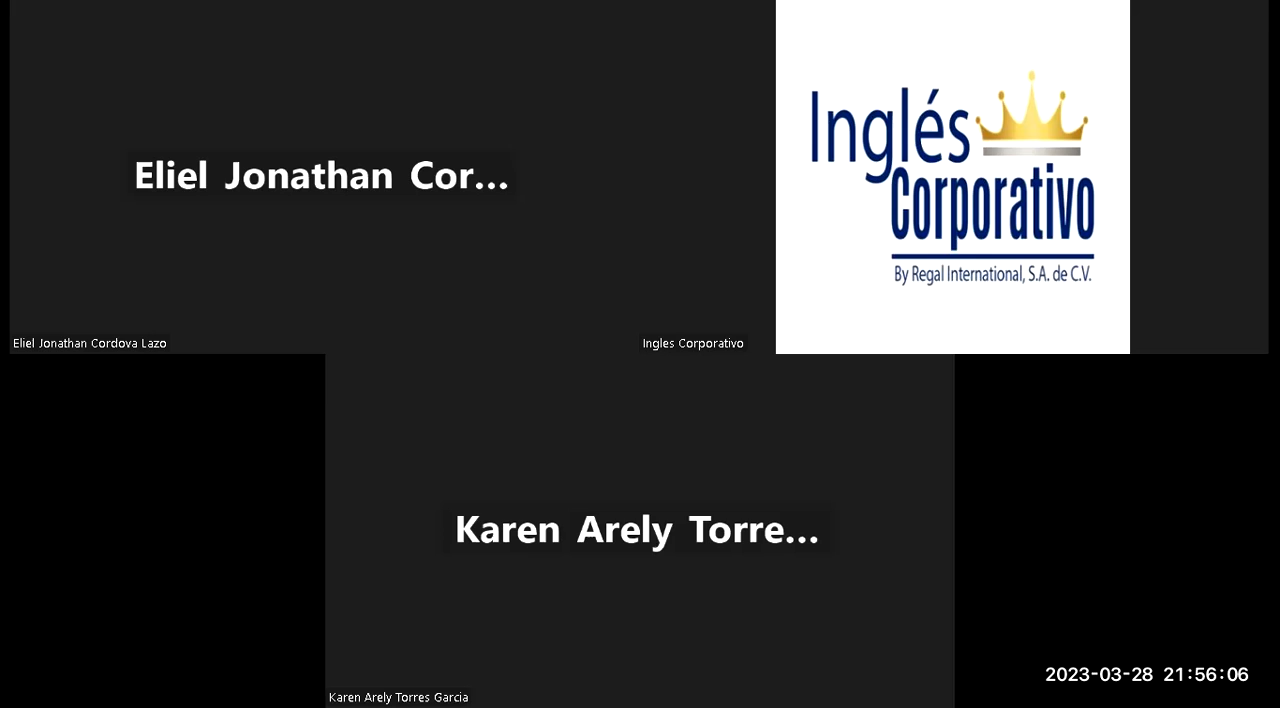 Eliel Jonathan Cor...
Eliel Jonathan Cordova Lazo
Inglés
Corporativo
By Regal International, S.A. de C.V.
Ingles Corporativo
Karen Arely Torre...
Karen Arely Torres Garcia
2023-03-28 21:56:06